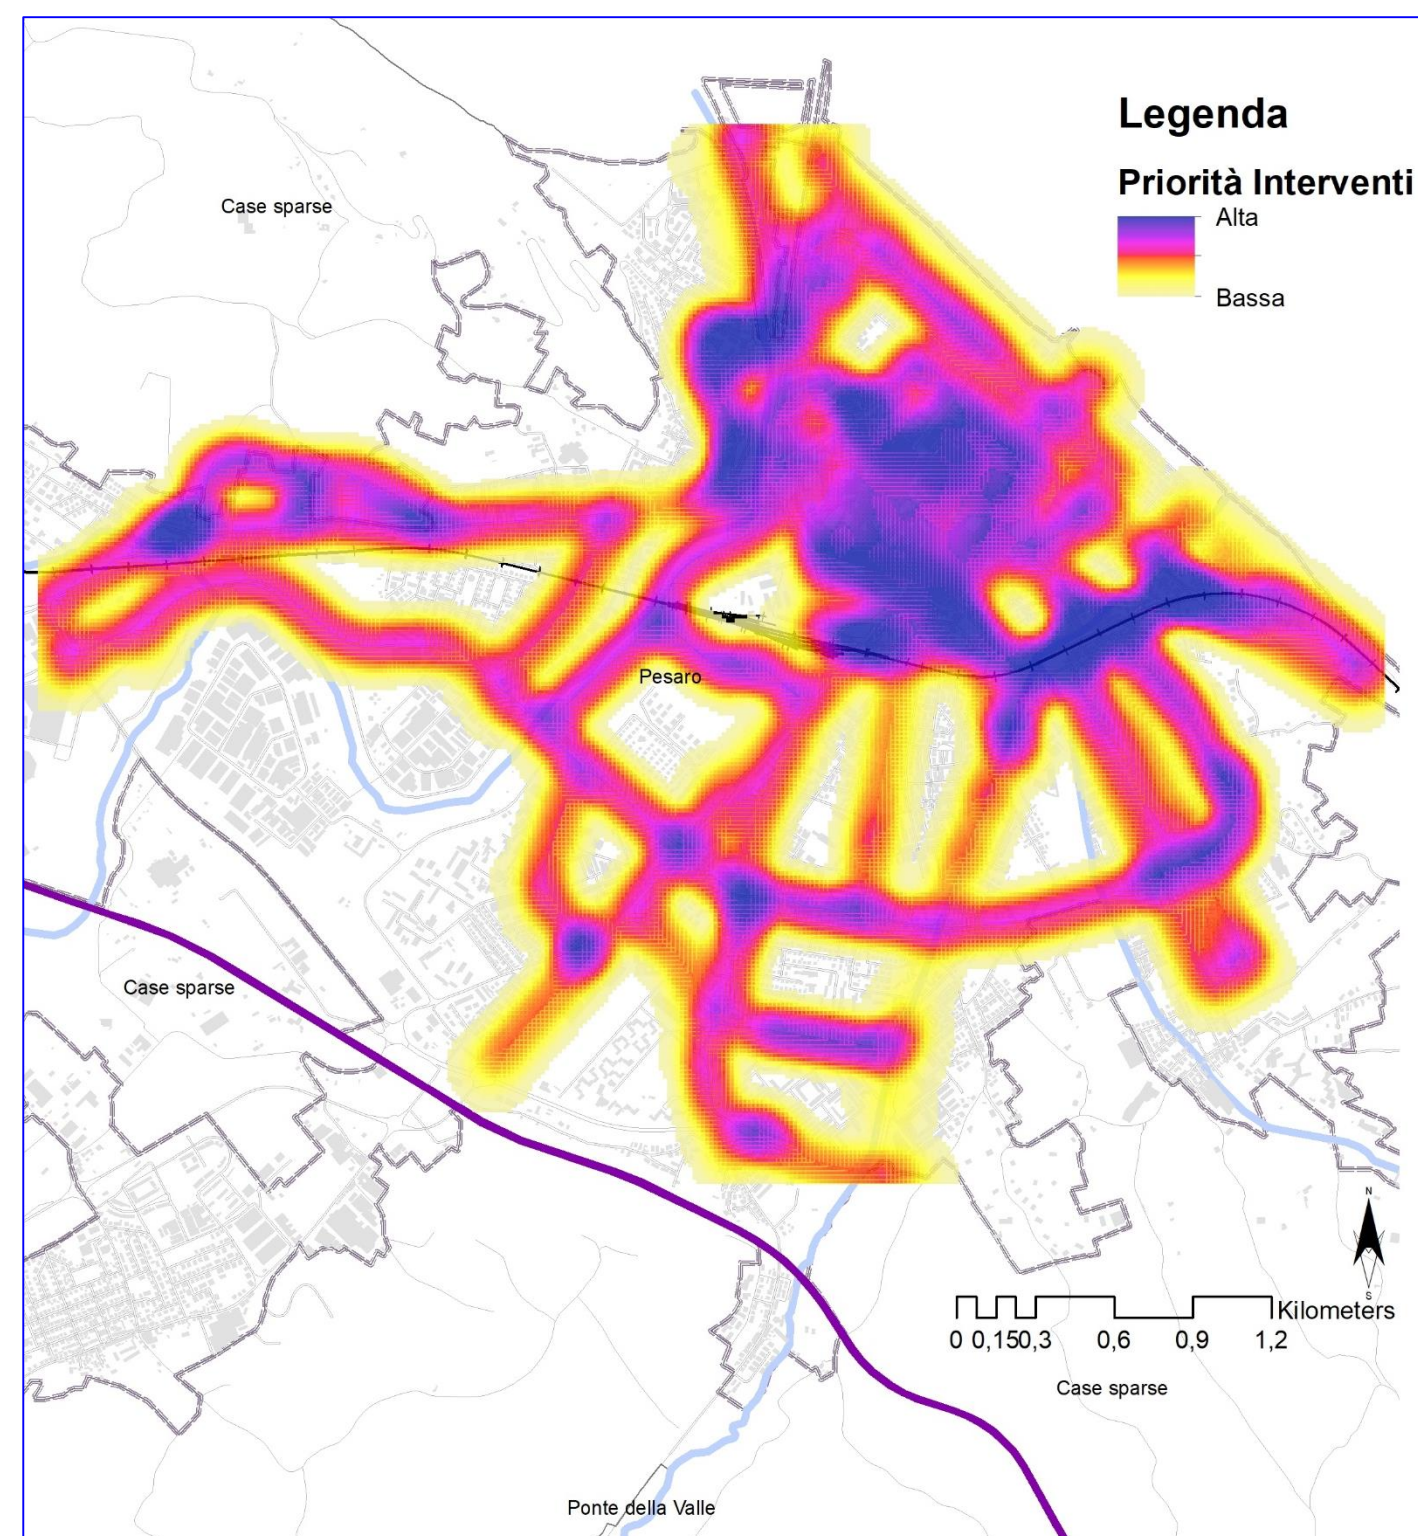 Legenda
Priorità Interventi
Alta
Bassa
Case sparse
Pesaro
Case sparse
N
S
Kilometers
0 0,150,3 0,6 0,9 1,2
Case sparse
Ponte della Valle